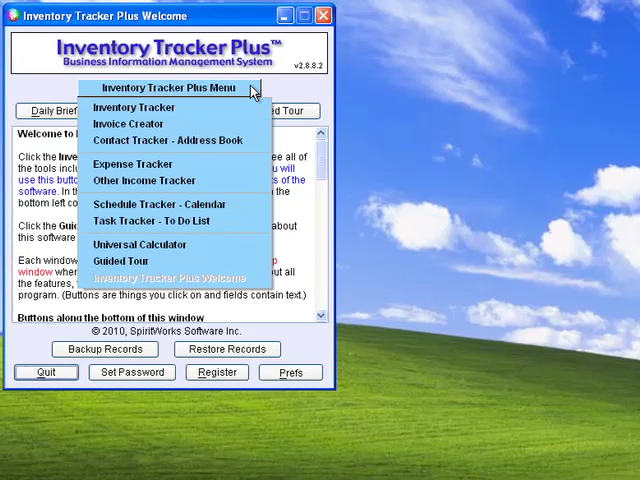 Inventory Tracker Plus Welcome
Inventory Tracker Plus™
Business Information Management System
v2.8.8.2
Inventory Tracker Plus Menu
Daily Brief
ed Tour
Inventory Tracker
Invoice Creator
Contact Tracker - Address Book
Expense Tracker
Other Income Tracker
Schedule Tracker - Calendar
Task Tracker - To Do List
Universal Calculator
Guided Tour
Inventory Tracker Plus Welcome
Welcome to
Click the Inve ee all of
the tools inclu will
use this butto ts of the
software. In th
bottom left co
Click the Gui about
this software
Each window p
window where
the features, t
program. (Buttons are things you click on and fields contain text.)
Buttons along the bottom of this window
© 2010, SpiritWorks Software Inc.
Backup Records
Restore Records
Quit
Set Password
Register
Prefs